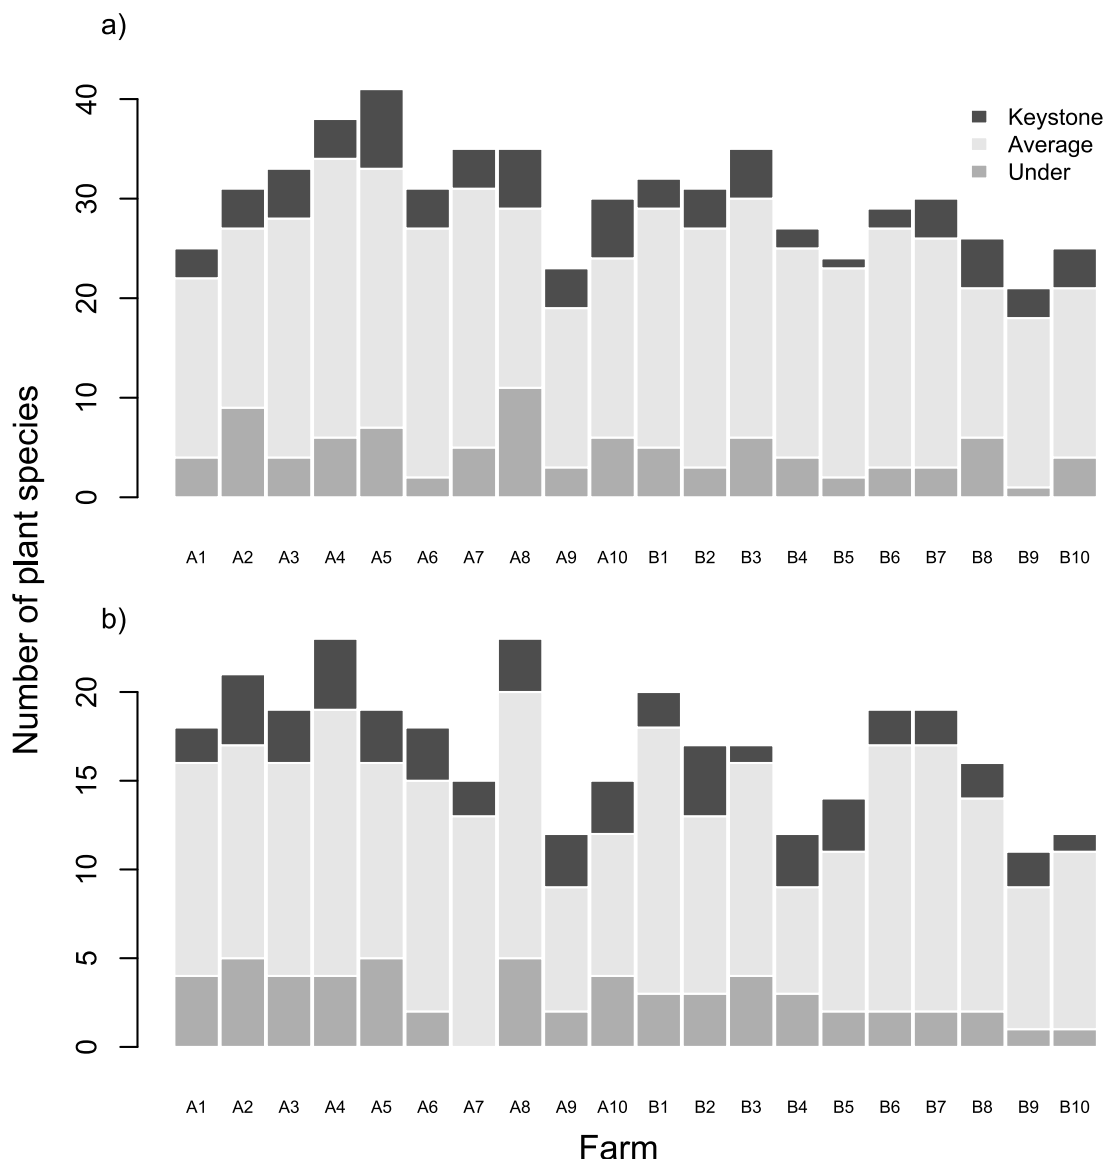 a)
40
30
20
10
0
Keystone
Average
Under
A1 A2 A3 A4 A5 A6 A7 A8 A9 A10 B1 B2 B3 B4 B5 B6 B7 B8 B9 B10
Number of plant species
b)
20
15
10
5
0
A1 A2 A3 A4 A5 A6 A7 A8 A9 A10 B1 B2 B3 B4 B5 B6 B7 B8 B9 B10
Farm